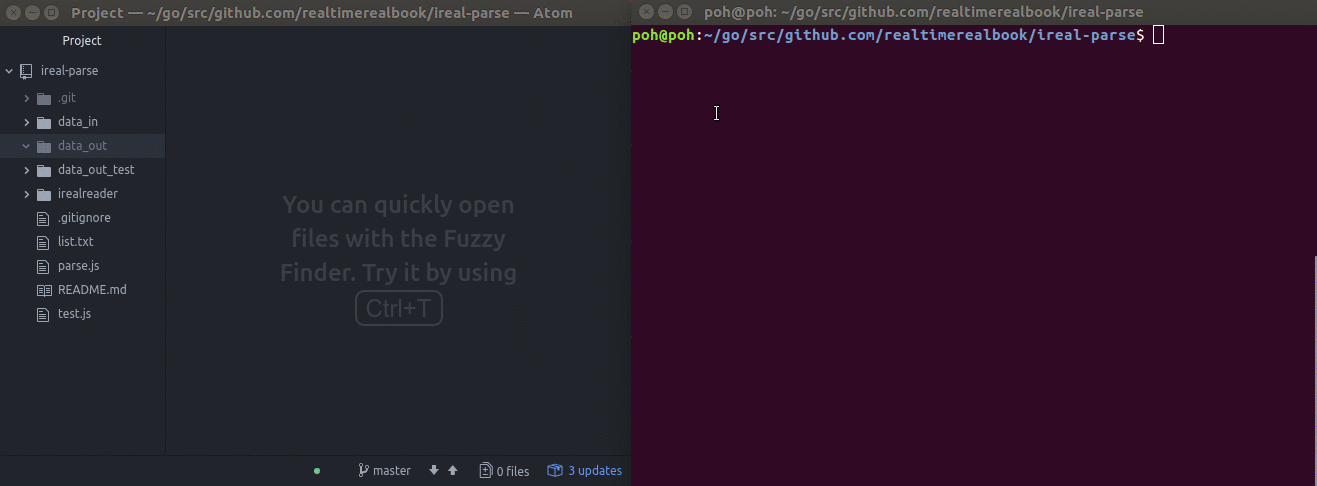 Project — ~/go/src/github.com/realtimerealbook/ireal-parse — Atom
Project
ireal-parse
.git
data_in
data_out
data_out_test
irealreader
.gitignore
list.txt
parse.js
README.md
test.js
You can quickly open
files with the Fuzzy
Finder. Try it by using
Ctrl+T
master
0 files
3 updates
poh@poh: ~/go/src/github.com/realtimerealbook/ireal-parse
poh@poh:~/go/src/github.com/realtimerealbook/ireal-parse$